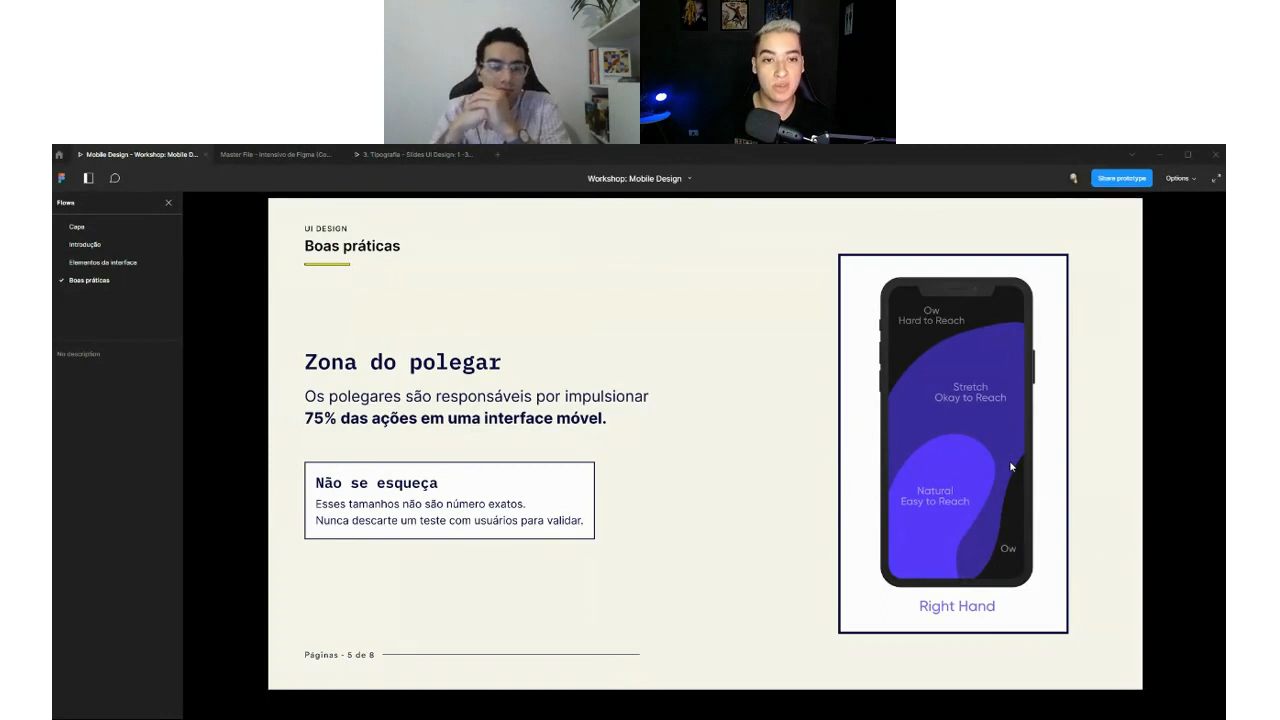 Mobile Design - Workshop: Mobile D...
Master File - Intensivo de Figma (Co...
3. Tipografia - Slides UI Design: 1 -3...
Workshop: Mobile Design
Share prototype
Options
Flows
Capa
Introdução
Elementos da interface
Boas práticas
No description
UI DESIGN
Boas práticas
Zona do polegar
Os polegares são responsáveis por impulsionar
75% das ações em uma interface móvel.
Não se esqueça
Esses tamanhos não são número exatos.
Nunca descarte um teste com usuários para validar.
Páginas - 5 de 8
Ow
Hard to Reach
Stretch
Okay to Reach
Natural
Easy to Reach
Ow
Right Hand